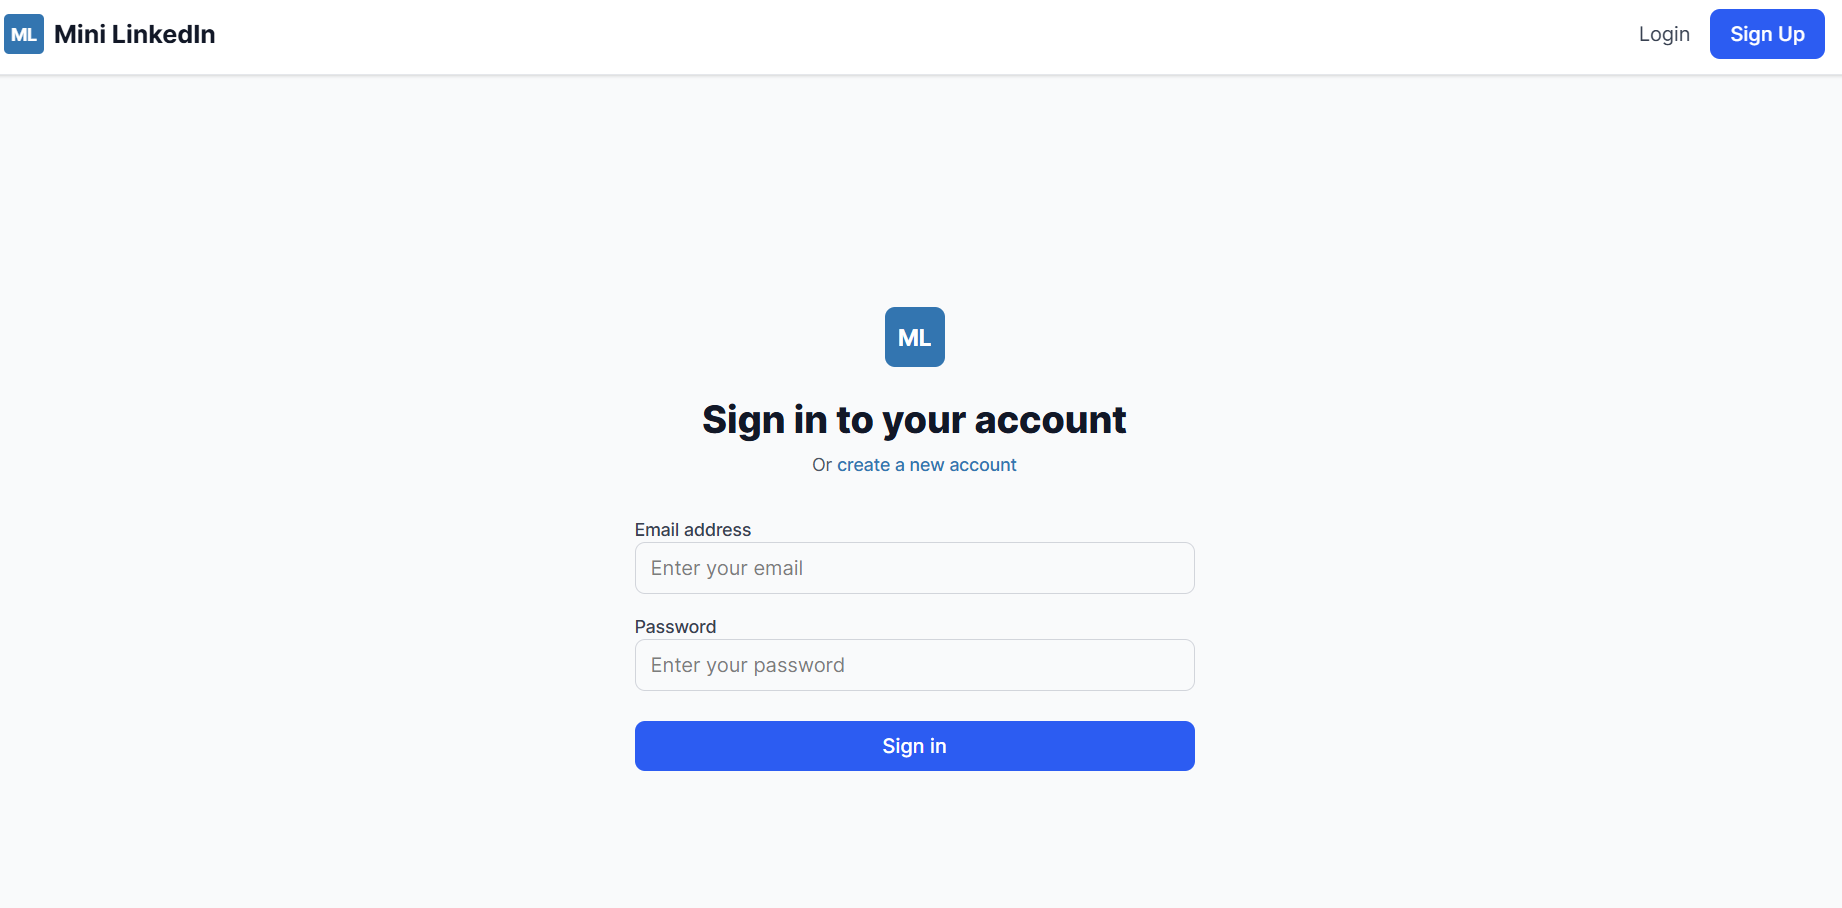 ML Mini LinkedIn Login Sign Up
ML
Sign in to your account
Or create a new account
Email address
Enter your email
Password
Enter your password
Sign in